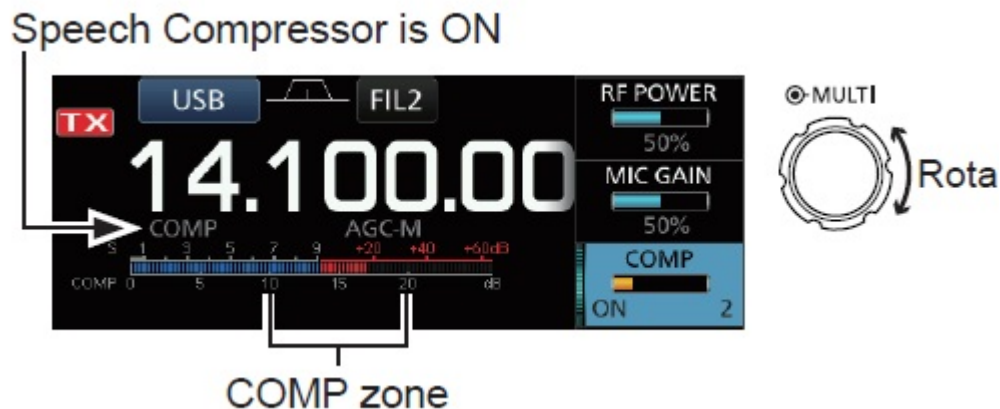 Speech Compressor is ON
USB FIL2 RF POWER
MULTI
TX
50%
14.100.00
MIC GAIN
Rota
COMP AGC-M
50%
S 1 3 5 7 9 +20 +40 +60dB
COMP
COMP 0 5 10 15 20 dB
ON 2
COMP zone